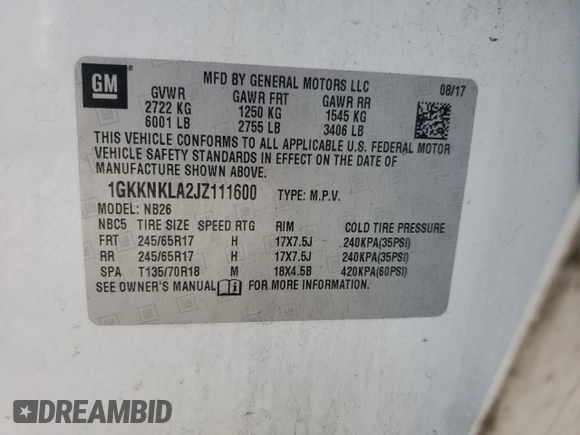 GM
MFD BY GENERAL MOTORS LLC
08/17
GVWR GAWR FRT GAWR RR
2722 KG 1250 KG 1545 KG
6001 LB 2755 LB 3406 LB
THIS VEHICLE CONFORMS TO ALL APPLICABLE U.S. FEDERAL MOTOR
VEHICLE SAFETY STANDARDS IN EFFECT ON THE DATE OF
MANUFACTURE SHOWN ABOVE.
1GKKNKLA2JZ111600 TYPE: M.P.V.
MODEL: NB26
NBC5 TIRE SIZE SPEED RTG RIM COLD TIRE PRESSURE
FRT 245/65R17 H 17X7.5J 240KPA(35PSI)
RR 245/65R17 H 17X7.5J 240KPA(35PSI)
SPA T135/70R18 M 18X4.5B 420KPA(60PSI)
SEE OWNER'S MANUAL FOR MORE INFORMATION.
DREAMBID